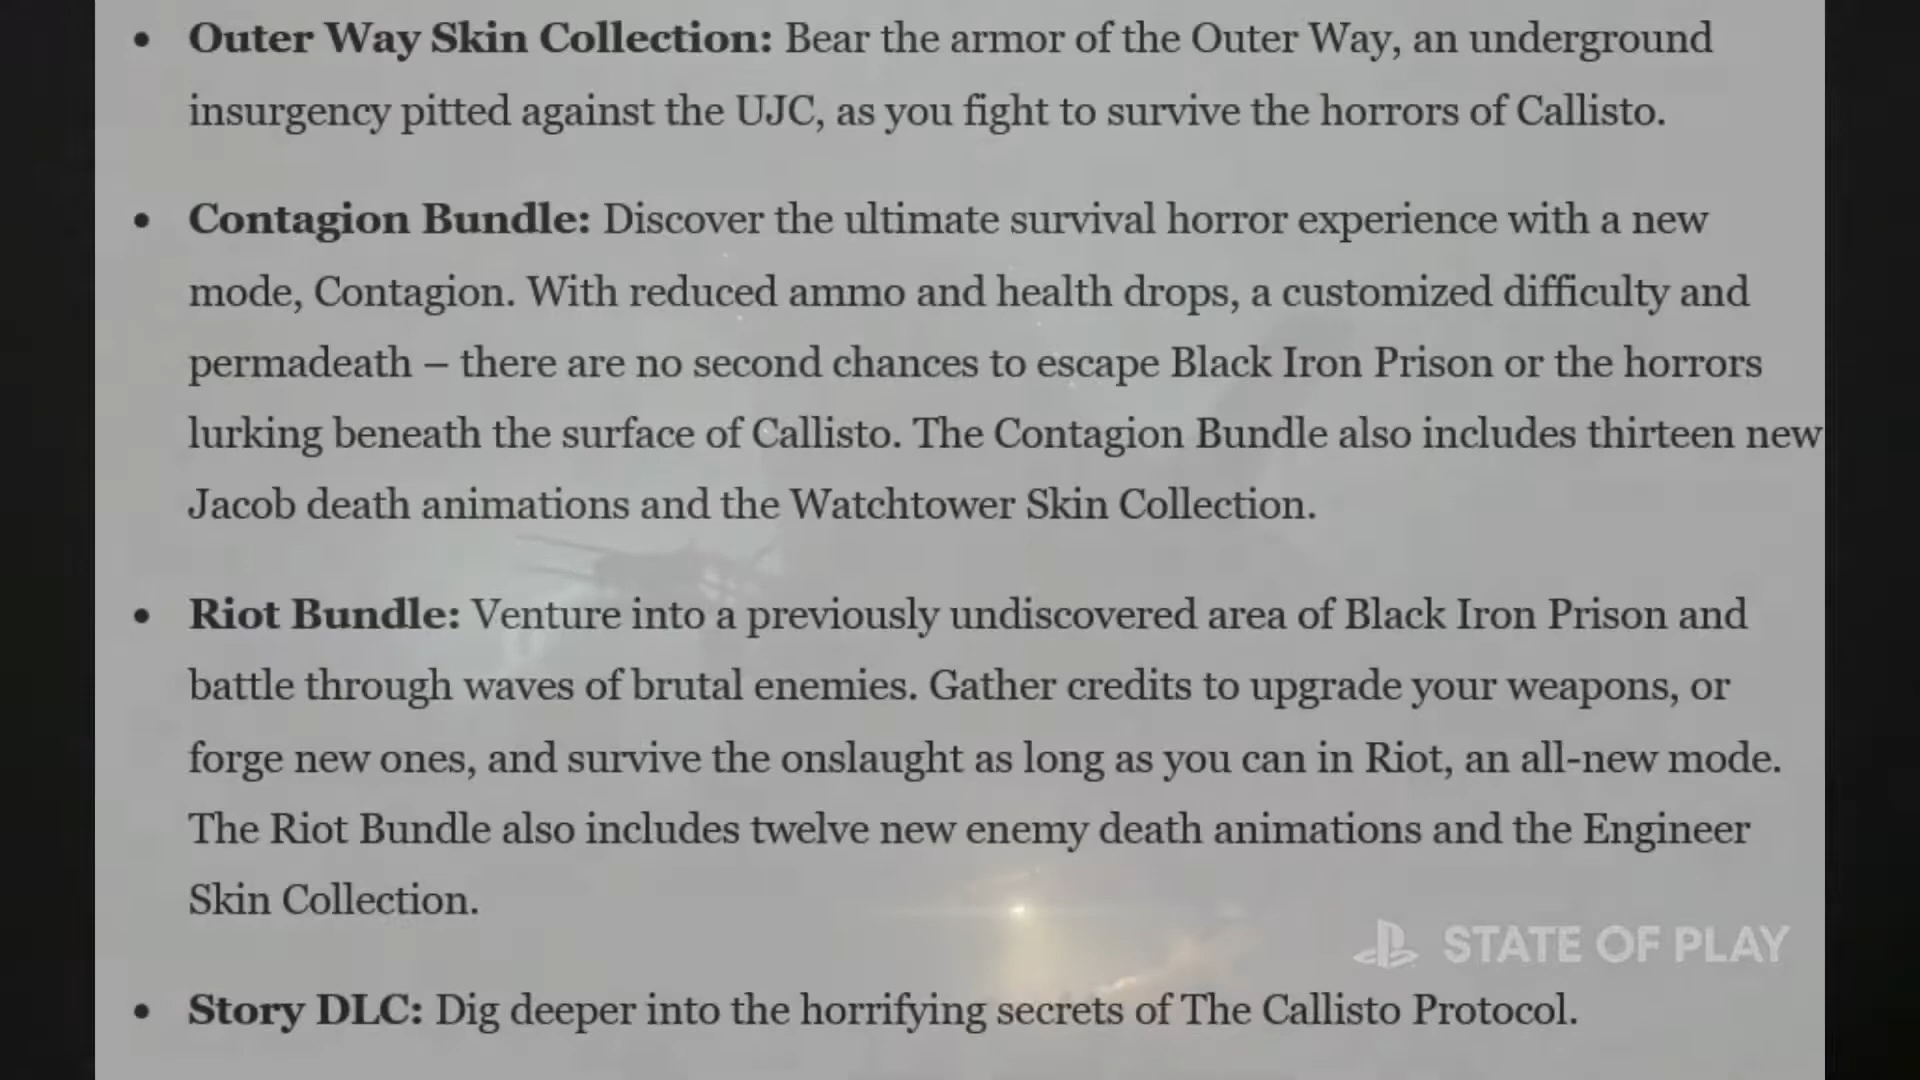 • Outer Way Skin Collection: Bear the armor of the Outer Way, an underground
insurgency pitted against the UJC, as you fight to survive the horrors of Callisto.
• Contagion Bundle: Discover the ultimate survival horror experience with a new
mode, Contagion. With reduced ammo and health drops, a customized difficulty and
permadeath – there are no second chances to escape Black Iron Prison or the horrors
lurking beneath the surface of Callisto. The Contagion Bundle also includes thirteen new
Jacob death animations and the Watchtower Skin Collection.
• Riot Bundle: Venture into a previously undiscovered area of Black Iron Prison and
battle through waves of brutal enemies. Gather credits to upgrade your weapons, or
forge new ones, and survive the onslaught as long as you can in Riot, an all-new mode.
The Riot Bundle also includes twelve new enemy death animations and the Engineer
Skin Collection.
STATE OF PLAY
• Story DLC: Dig deeper into the horrifying secrets of The Callisto Protocol.